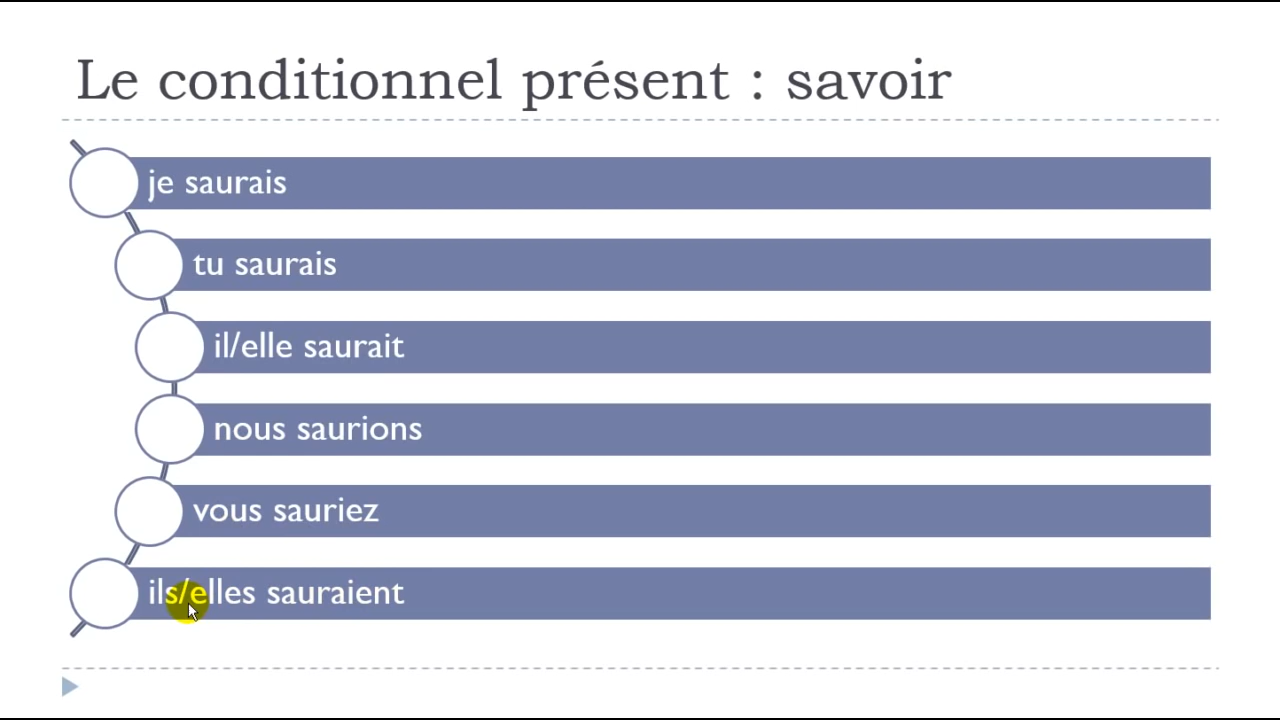 Le conditionnel présent : savoir
je saurais
tu saurais
il/elle saurait
nous saurions
vous sauriez
ils/elles sauraient